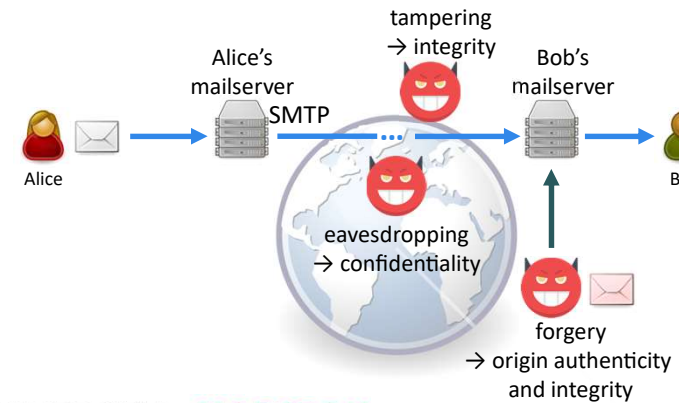 tampering
→ integrity
Alice's
mailserver
Bob's
mailserver
SMTP
...
Alice
B
eavesdropping
→ confidentiality
forgery
→ origin authenticity
and integrity